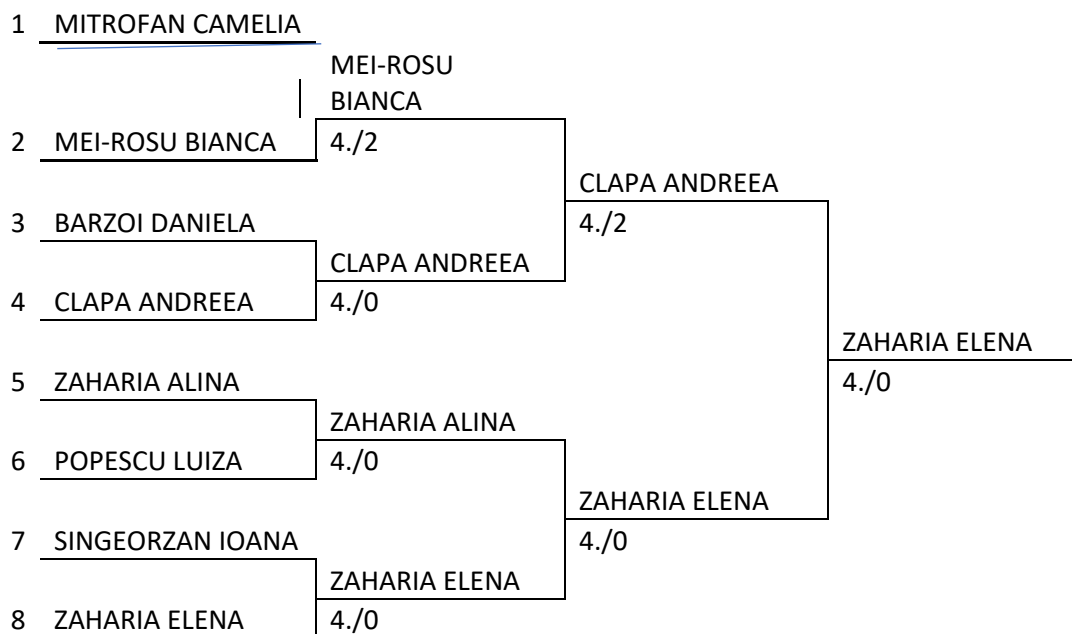 1 MITROFAN CAMELIA
MEI-ROSU
BIANCA
2 MEI-ROSU BIANCA 4./2
CLAPA ANDREEA
3 BARZOI DANIELA 4./2
CLAPA ANDREEA
4 CLAPA ANDREEA 4./0
ZAHARIA ELENA
5 ZAHARIA ALINA 4./0
ZAHARIA ALINA
6 POPESCU LUIZA 4./0
ZAHARIA ELENA
7 SINGEORZAN IOANA 4./0
ZAHARIA ELENA
8 ZAHARIA ELENA 4./0